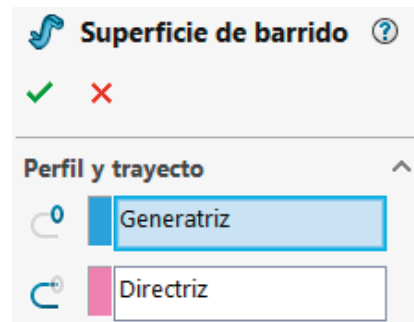 Superficie de barrido ?
Perfil y trayecto
Generatriz
Directriz